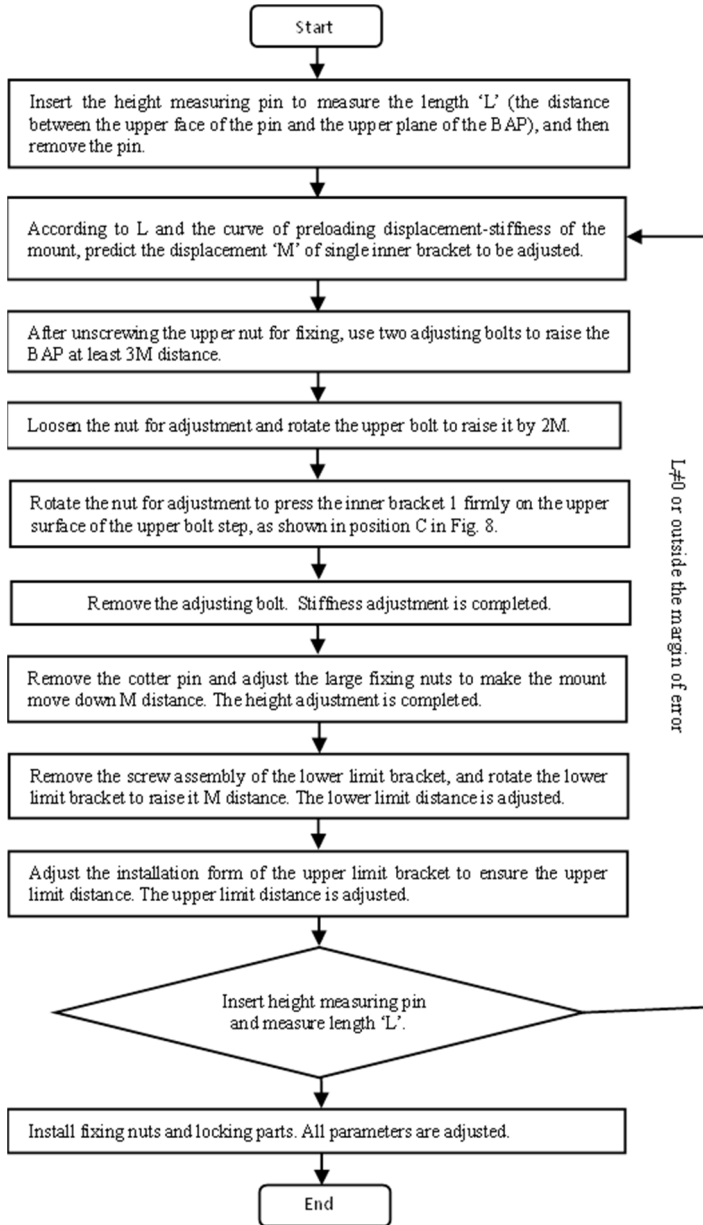 Start
Insert the height measuring pin to measure the length ‘L’ (the distance
between the upper face of the pin and the upper plane of the BAP), and then
remove the pin.
According to L and the curve of preloading displacement-stiffness of the
mount, predict the displacement ‘M’ of single inner bracket to be adjusted.
After unscrewing the upper nut for fixing, use two adjusting bolts to raise the
BAP at least 3M distance.
Loosen the nut for adjustment and rotate the upper bolt to raise it by 2M.
Rotate the nut for adjustment to press the inner bracket 1 firmly on the upper
surface of the upper bolt step, as shown in position C in Fig. 8.
Remove the adjusting bolt. Stiffness adjustment is completed.
Remove the cotter pin and adjust the large fixing nuts to make the mount
move down M distance. The height adjustment is completed.
Remove the screw assembly of the lower limit bracket, and rotate the lower
limit bracket to raise it M distance. The lower limit distance is adjusted.
Adjust the installation form of the upper limit bracket to ensure the upper
limit distance. The upper limit distance is adjusted.
Insert height measuring pin
and measure length ‘L’.
L≠0 or outside the margin of error
Install fixing nuts and locking parts. All parameters are adjusted.
End